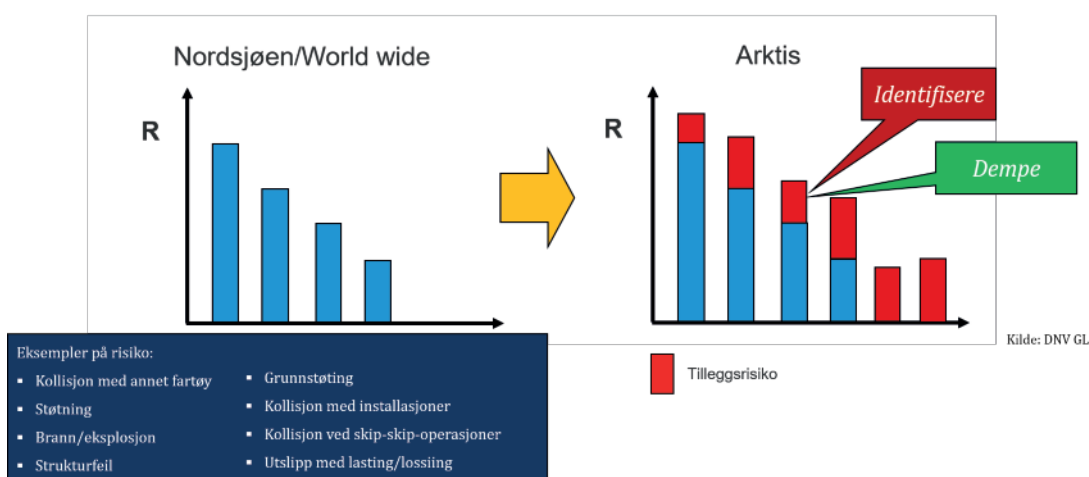 Nordsjøen/World wide
Arktis
R
R
Identifisere
Dempe
Kilde: DNV GL
Tilleggsrisiko
Eksempler på risiko:
▪ Kollisjon med annet fartøy
▪ Støtning
▪ Brann/eksplosjon
▪ Strukturfeil
▪ Grunnstøting
▪ Kollisjon med installasjoner
▪ Kollisjon ved skip-skip-operasjoner
▪ Utslipp med lasting/lossiing